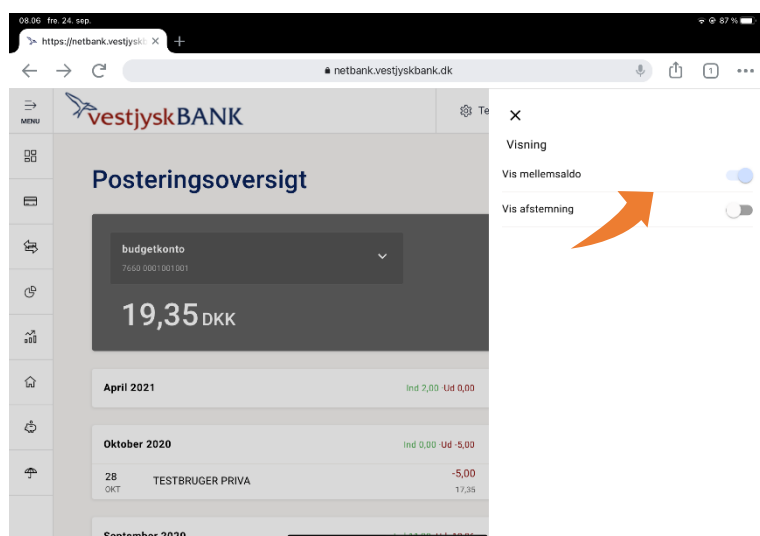 08.06 fre. 24. sep.
87 %
https://netbank.vestjysk
netbank.vestjyskbank.dk
1
MENU
vestjyskBANK
Te
Visning
Posteringsoversigt
Vis mellemsaldo
Vis afstemning
budgetkonto
7660 0001001001
19,35 DKK
April 2021
Ind 2,00 -Ud 0,00
Oktober 2020
Ind 0,00 -Ud -5,00
28
OKT
TESTBRUGER PRIVA
-5,00
17,35
September 2020